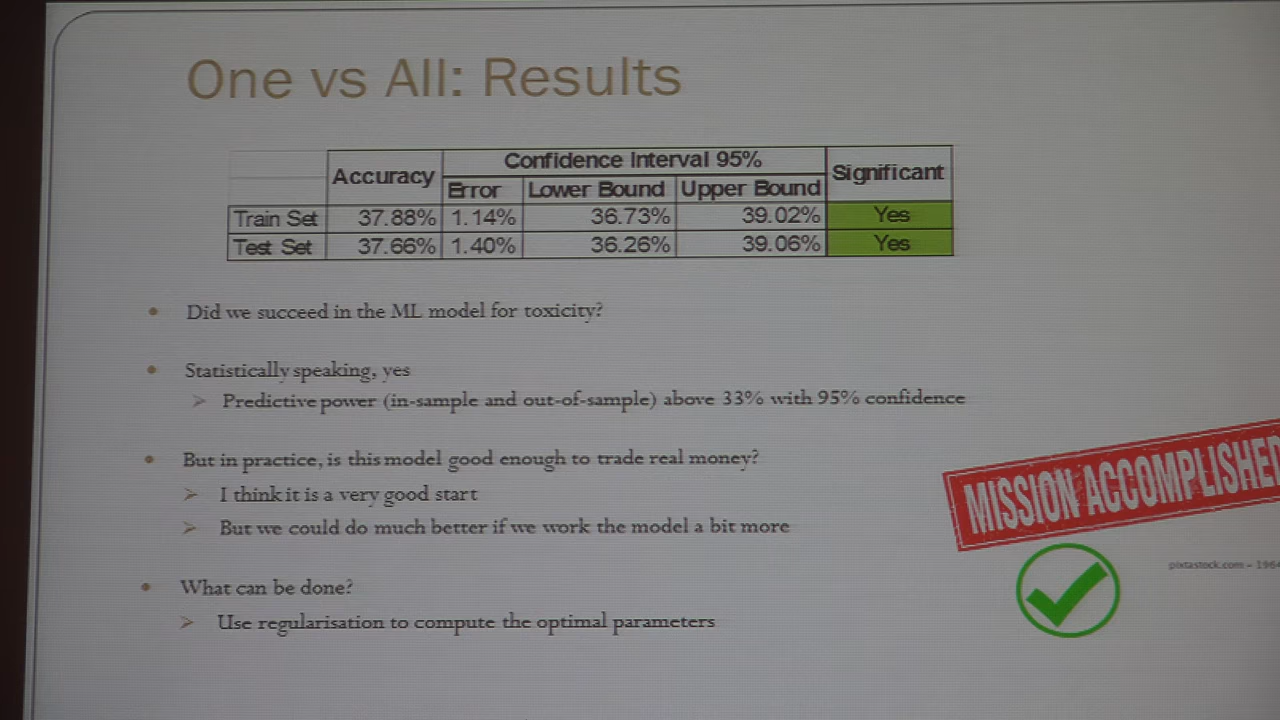 One vs All: Results
Confidence Interval 95%
Accuracy Significant
Error Lower Bound Upper Bound
Train Set 37.88% 1.14% 36.73% 39.02% Yes
Test Set 37.66% 1.40% 36.26% 39.06% Yes
Did we succeed in the ML model for toxicity?
Statistically speaking, yes
Predictive power (in-sample and out-of-sample) above 33% with 95% confidence
But in practice, is this model good enough to trade real money?
I think it is a very good start
But we could do much better if we work the model a bit more
MISSION ACCOMPLISHED
pixtastock.com - 1964
What can be done?
Use regularisation to compute the optimal parameters